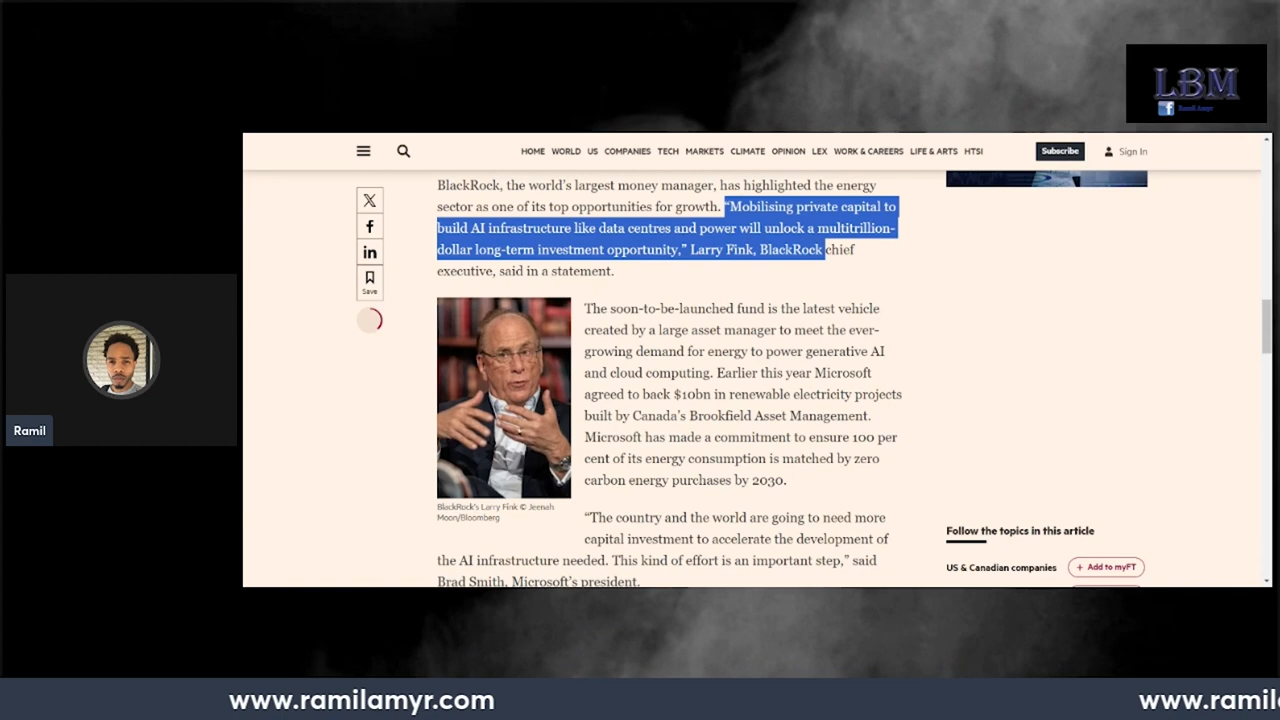 LBM
Ramil Amyr
HOME WORLD US COMPANIES TECH MARKETS CLIMATE OPINION LEX WORK & CAREERS LIFE & ARTS HTSI
Subscribe
Sign In
BlackRock, the world's largest money manager, has highlighted the energy
sector as one of its top opportunities for growth. “Mobilising private capital to
build AI infrastructure like data centres and power will unlock a multitrillion-
dollar long-term investment opportunity,” Larry Fink, BlackRock chief
executive, said in a statement.
Save
The soon-to-be-launched fund is the latest vehicle
created by a large asset manager to meet the ever-
growing demand for energy to power generative AI
and cloud computing. Earlier this year Microsoft
agreed to back $10bn in renewable electricity projects
built by Canada's Brookfield Asset Management.
Microsoft has made a commitment to ensure 100 per
cent of its energy consumption is matched by zero
carbon energy purchases by 2030.
BlackRock's Larry Fink © Jeenah
Moon/Bloomberg
“The country and the world are going to need more
capital investment to accelerate the development of
the AI infrastructure needed. This kind of effort is an important step,” said
Brad Smith, Microsoft's president.
Follow the topics in this article
US & Canadian companies
+ Add to myFT
Ramil
www.ramilamyr.com
www.ramil